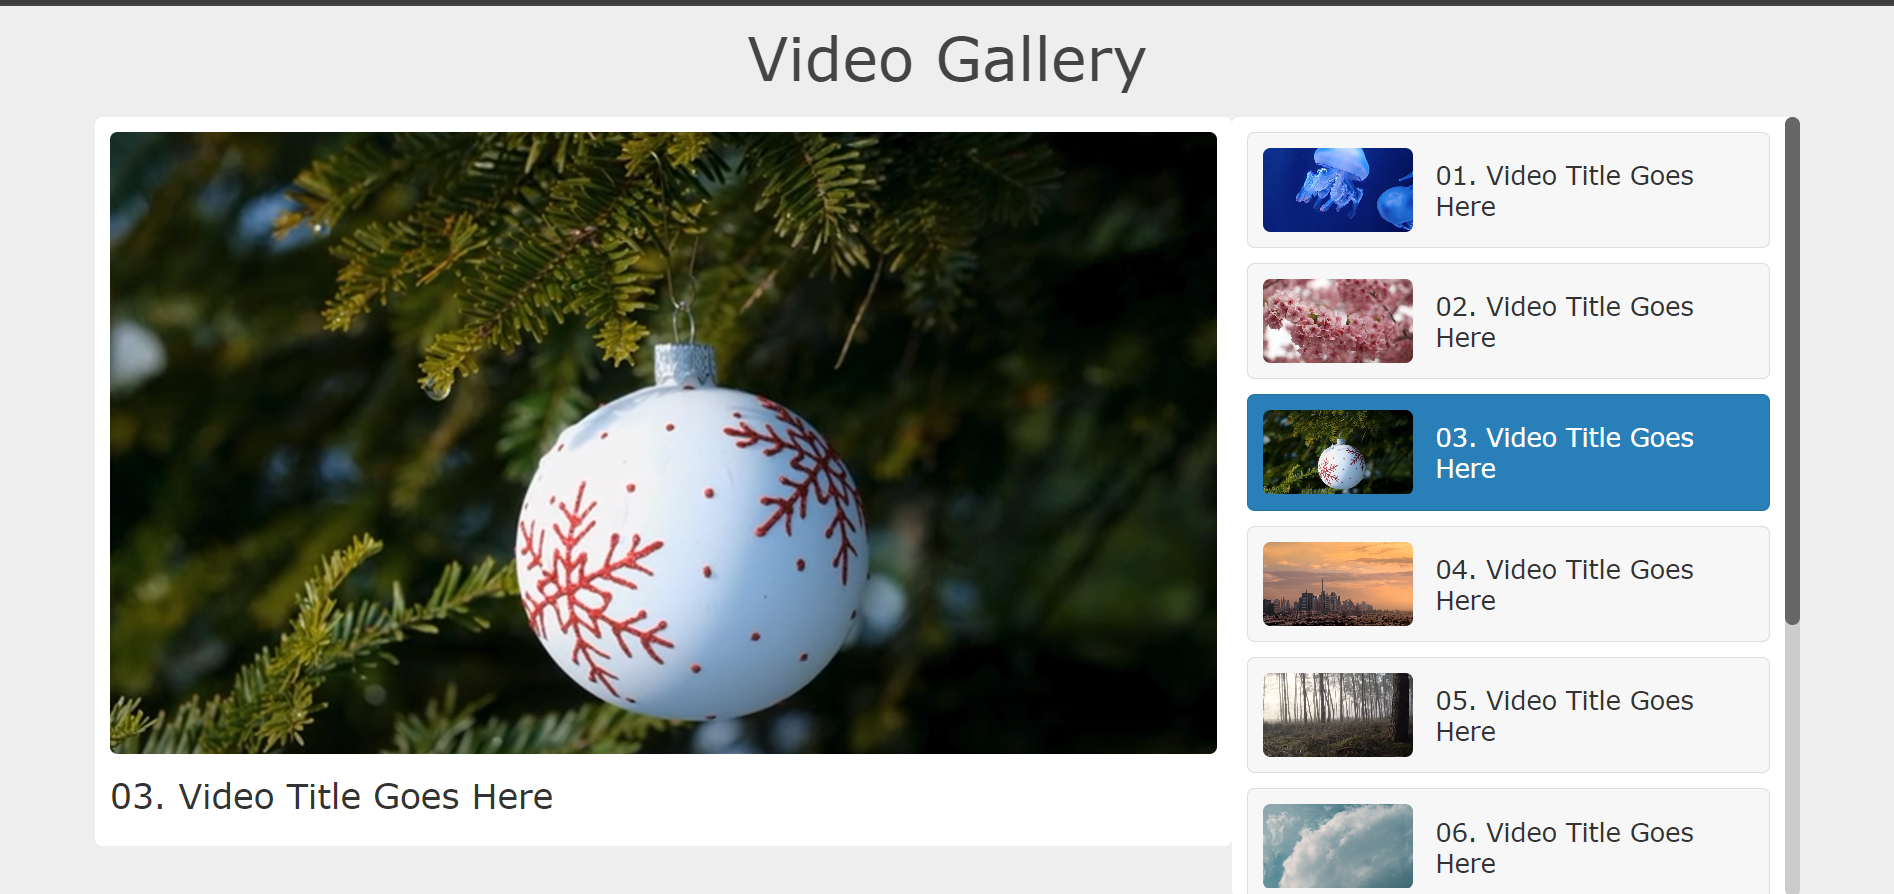 Video Gallery
03. Video Title Goes Here
01. Video Title Goes
Here
02. Video Title Goes
Here
03. Video Title Goes
Here
04. Video Title Goes
Here
05. Video Title Goes
Here
06. Video Title Goes
Here